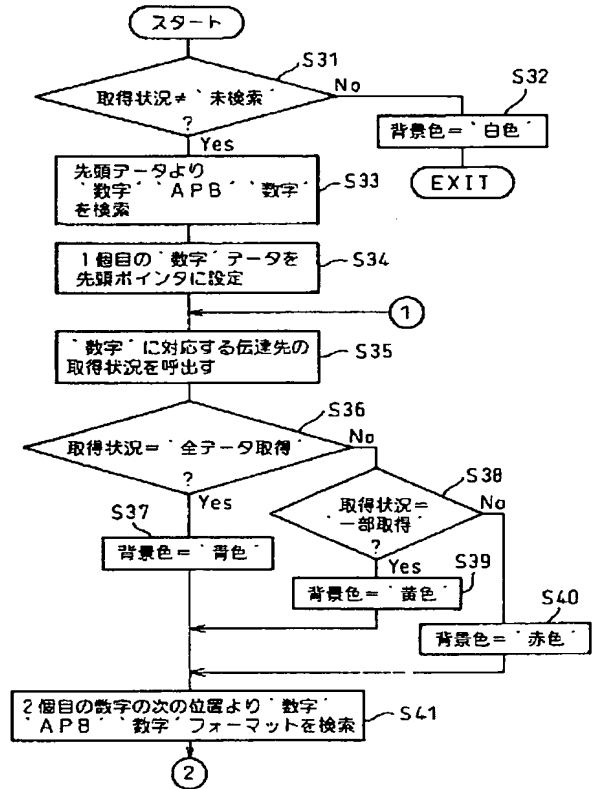 スタート
S31
取得状況≠`未検索´
?
No
Yes
S32
背景色=`白色´
EXIT
先頭データより
`数字´`APB´`数字´
を検索
S33
1個目の`数字´データを
先頭ポインタに設定
S34
1
`数字´に対応する伝達先の
取得状況を呼出す
S35
S36
取得状況=`全データ取得´
?
No
Yes
S37
背景色=`青色´
S38
取得状況=
`一部取得´
?
No
Yes
S39
背景色=`黄色´
S40
背景色=`赤色´
2個目の数字の次の位置より`数字´
`APB´`数字´フォーマットを検索
S41
2